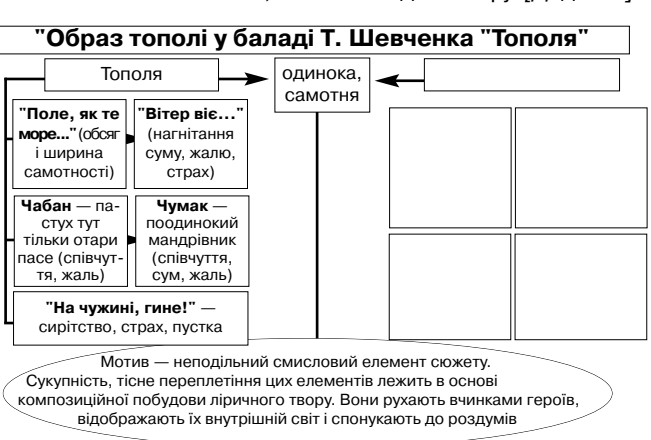 "Образ тополі у баладі Т. Шевченка "Тополя"
Тополя
одинока,
самотня
"Поле, як те
море..." (обсяг
і ширина
самотності)
"Вітер віє..."
(нагнітання
суму, жалю,
страх)
Чабан — па-
стух тут
тільки отари
пасе (співчут-
тя, жаль)
Чумак —
поодинокий
мандрівник
(співчуття,
сум, жаль)
"На чужині, гине!" —
сирітство, страх, пустка
Мотив — неподільний смисловий елемент сюжету.
Сукупність, тісне переплетіння цих елементів лежить в основі
композиційної побудови ліричного твору. Вони рухають вчинками героїв,
відображають їх внутрішній світ і спонукають до роздумів